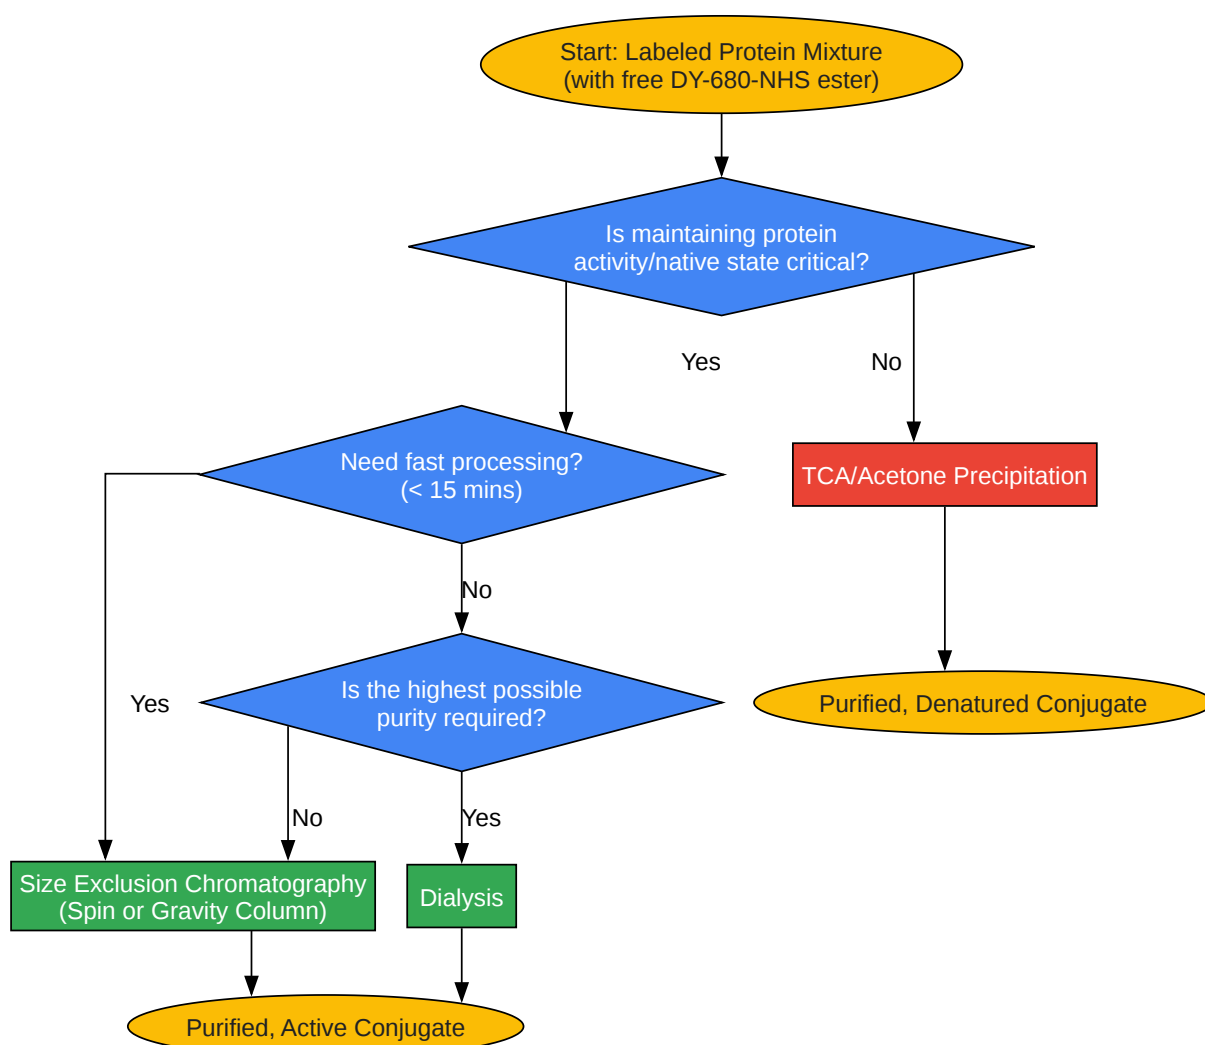 Start: Labeled Protein Mixture
(with free DY-680-NHS ester)
Is maintaining protein
activity/native state critical?
Yes
No
Need fast processing?
(< 15 mins)
TCA/Acetone Precipitation
No
Is the highest possible
purity required?
Yes
Purified, Denatured Conjugate
No
Yes
Size Exclusion Chromatography
(Spin or Gravity Column)
Dialysis
Purified, Active Conjugate